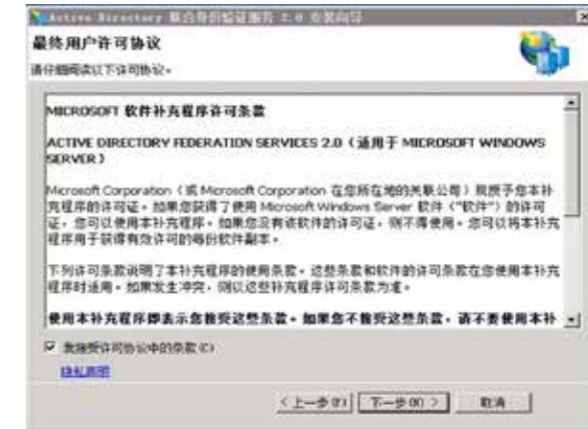 Active Directory 联合身份验证服务 2.0 安装向导
最终用户许可协议
请仔细阅读以下许可协议。
MICROSOFT 软件补充程序许可条款
ACTIVE DIRECTORY FEDERATION SERVICES 2.0（适用于 MICROSOFT WINDOWS
SERVER）
Microsoft Corporation（或 Microsoft Corporation 在您所在地的关联公司）现授予您本补
充程序的许可证。如果您获得了使用 Microsoft Windows Server 软件（“软件”）的许可
证，您可以使用本补充程序。如果您没有该软件的许可证，则不得使用。您可以将本补充
程序用于获得有效许可的每份软件副本。
下列许可条款说明了本补充程序的使用条款。这些条款和软件的许可条款在您使用本补充
程序时适用。如果发生冲突，则以这些补充程序许可条款为准。
使用本补充程序即表示您接受这些条款。如果您不接受这些条款，请不要使用本补
我接受许可协议中的条款(C)
隐私声明
<上一步(P) 下一步(N)> 取消